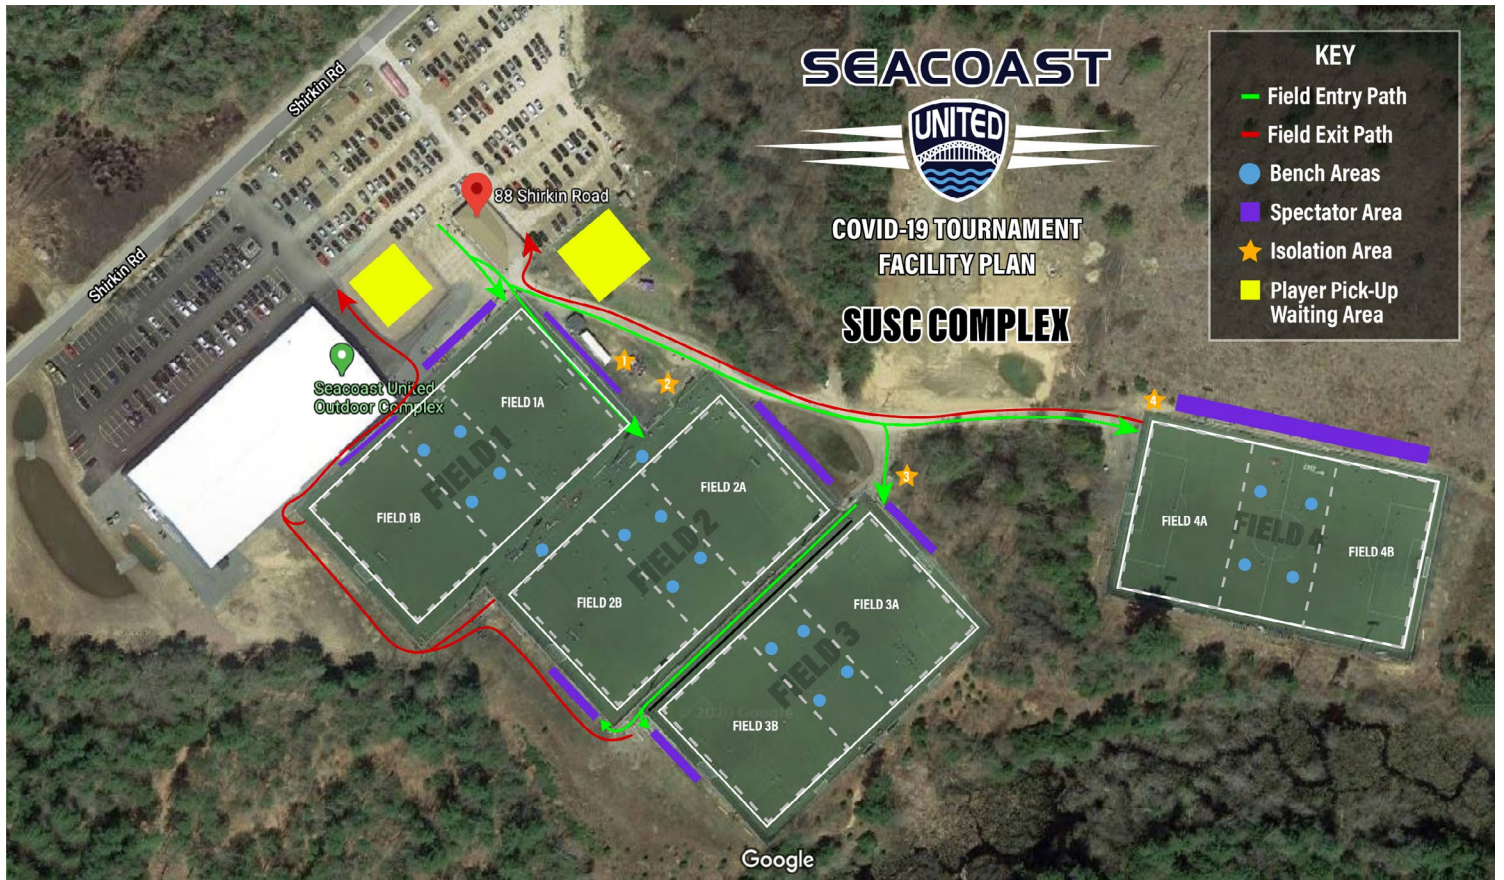 SEACOAST
UNITED
COVID-19 TOURNAMENT
FACILITY PLAN
SUSC COMPLEX
KEY
Field Entry Path
Field Exit Path
Bench Areas
Spectator Area
Isolation Area
Player Pick-Up
Waiting Area
Shirkin Rd
Shirkin Rd
88 Shirkin Road
Seacoast United
Outdoor Complex
1
2
3
4
FIELD 1A
FIELD 1
FIELD 1B
FIELD 2A
FIELD 2
FIELD 2B
FIELD 3A
FIELD 3
FIELD 3B
FIELD 4A
FIELD 4
FIELD 4B
© 2020 Google
Google